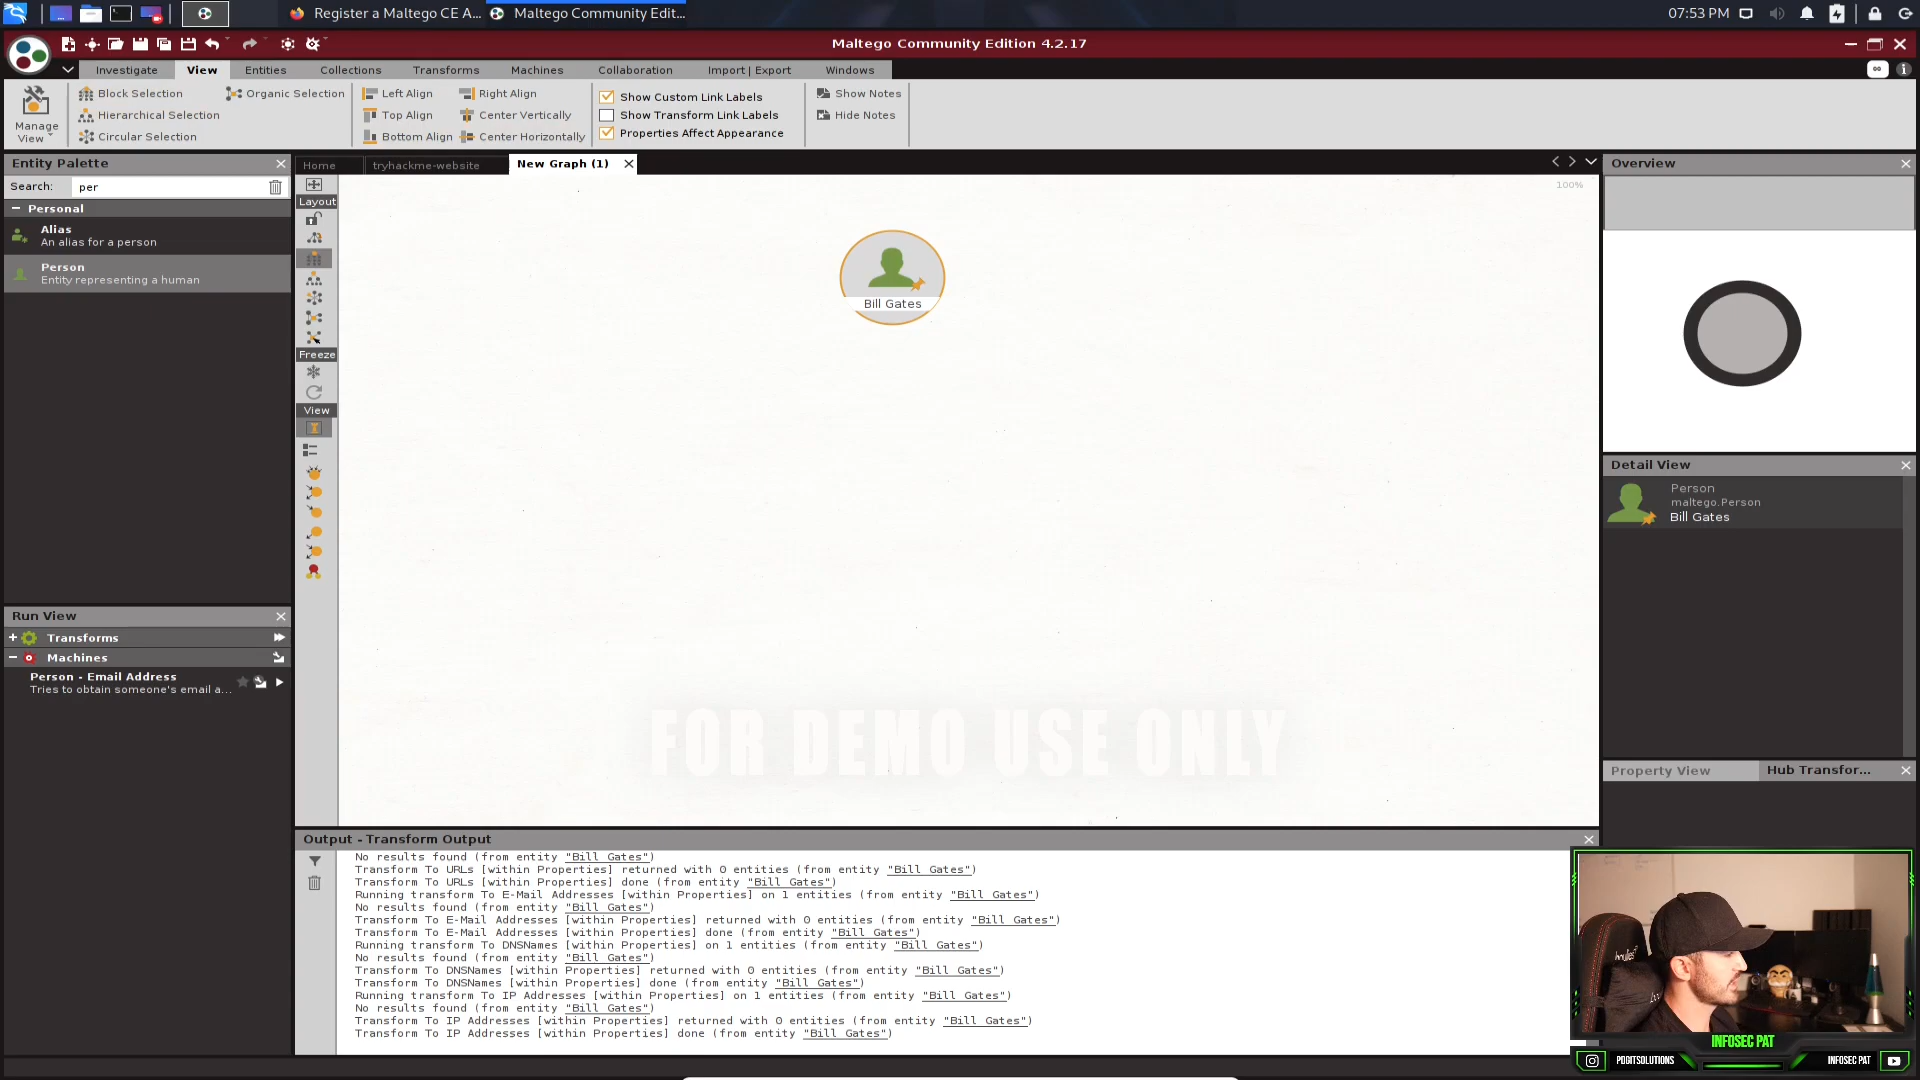 Register a Maltego CE A...
Maltego Community Edit...
07:53 PM
Maltego Community Edition 4.2.17
Investigate
View
Entities
Collections
Transforms
Machines
Collaboration
Import | Export
Windows
Manage
View
Block Selection
Organic Selection
Hierarchical Selection
Circular Selection
Left Align
Right Align
Top Align
Center Vertically
Bottom Align
Center Horizontally
Show Custom Link Labels
Show Transform Link Labels
Properties Affect Appearance
Show Notes
Hide Notes
Entity Palette
Search: per
Personal
Alias
An alias for a person
Person
Entity representing a human
Run View
Transforms
Machines
Person - Email Address
Tries to obtain someone's email a...
Home
tryhackme-website
New Graph (1)
Layout
Freeze
View
100%
Bill Gates
FOR DEMO USE ONLY
Output - Transform Output
No results found (from entity "Bill Gates")
Transform To URLs [within Properties] returned with 0 entities (from entity "Bill Gates")
Transform To URLs [within Properties] done (from entity "Bill Gates")
Running transform To E-Mail Addresses [within Properties] on 1 entities (from entity "Bill Gates")
No results found (from entity "Bill Gates")
Transform To E-Mail Addresses [within Properties] returned with 0 entities (from entity "Bill Gates")
Transform To E-Mail Addresses [within Properties] done (from entity "Bill Gates")
Running transform To DNSNames [within Properties] on 1 entities (from entity "Bill Gates")
No results found (from entity "Bill Gates")
Transform To DNSNames [within Properties] returned with 0 entities (from entity "Bill Gates")
Transform To DNSNames [within Properties] done (from entity "Bill Gates")
Running transform To IP Addresses [within Properties] on 1 entities (from entity "Bill Gates")
No results found (from entity "Bill Gates")
Transform To IP Addresses [within Properties] returned with 0 entities (from entity "Bill Gates")
Transform To IP Addresses [within Properties] done (from entity "Bill Gates")
Overview
Detail View
Person
maltego.Person
Bill Gates
Property View
Hub Transfor...
INFOSEC PAT
PDGITSOLUTIONS
INFOSEC PAT